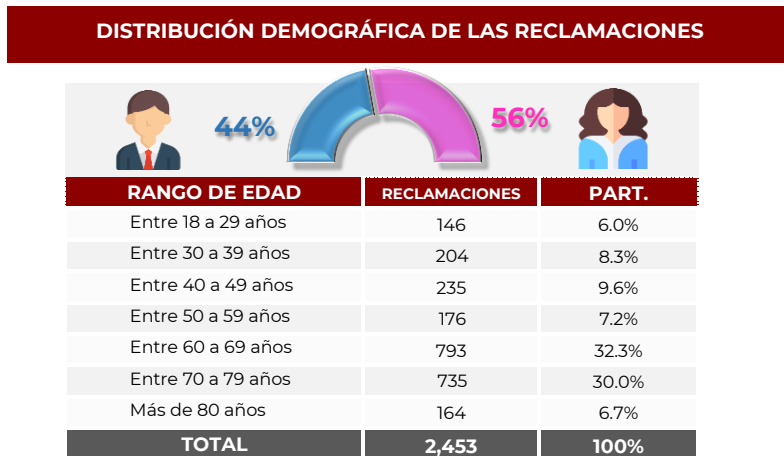 DISTRIBUCIÓN DEMOGRÁFICA DE LAS RECLAMACIONES
44% 56%
RANGO DE EDAD RECLAMACIONES PART.
Entre 18 a 29 años 146 6.0%
Entre 30 a 39 años 204 8.3%
Entre 40 a 49 años 235 9.6%
Entre 50 a 59 años 176 7.2%
Entre 60 a 69 años 793 32.3%
Entre 70 a 79 años 735 30.0%
Más de 80 años 164 6.7%
TOTAL 2,453 100%